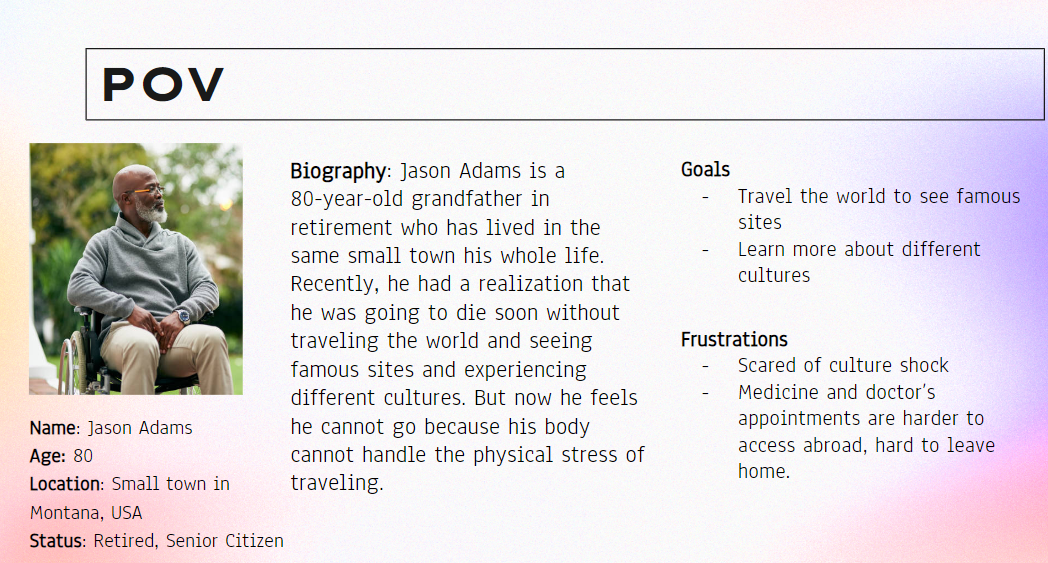 POV
Name: Jason Adams
Age: 80
Location: Small town in
Montana, USA
Status: Retired, Senior Citizen
Biography: Jason Adams is a
80-year-old grandfather in
retirement who has lived in the
same small town his whole life.
Recently, he had a realization that
he was going to die soon without
traveling the world and seeing
famous sites and experiencing
different cultures. But now he feels
he cannot go because his body
cannot handle the physical stress of
traveling.
Goals
- Travel the world to see famous
sites
- Learn more about different
cultures
Frustrations
- Scared of culture shock
- Medicine and doctor's
appointments are harder to
access abroad, hard to leave
home.